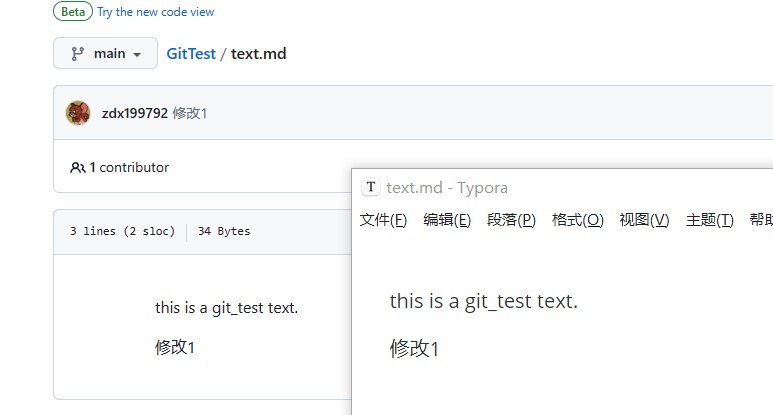 Beta Try the new code view
main GitTest / text.md
zdx199792 修改1
1 contributor
3 lines (2 sloc) 34 Bytes
this is a git_test text.
修改1
T text.md - Typora
文件(F) 编辑(E) 段落(P) 格式(O) 视图(V) 主题(T) 帮助
this is a git_test text.
修改1